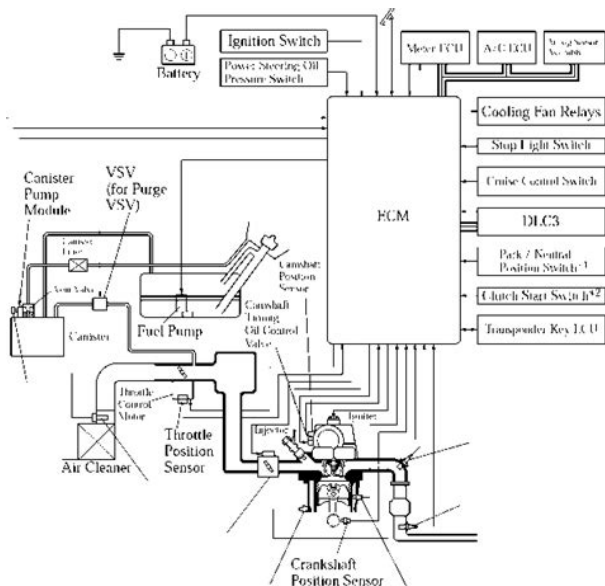 Ignition Switch
Power Steering Oil
Pressure Switch
Battery
Meter ECU
A/C ECU
Cooling Fan Relays
Stop Light Switch
Cruise Control Switch
ECM
DLC3
Park / Neutral
Position Switch*1
Clutch Start Switch*2
Transponder Key ECU
VSV
(for Purge
VSV)
Canister
Pump
Module
Canister
Filter
Vent Valve
Canister
Fuel Pump
Camshaft
Position
Sensor
Camshaft
Timing
Oil Control
Valve
Igniter
Injector
Throttle
Control
Motor
Throttle
Position
Sensor
Air Cleaner
Crankshaft
Position Sensor